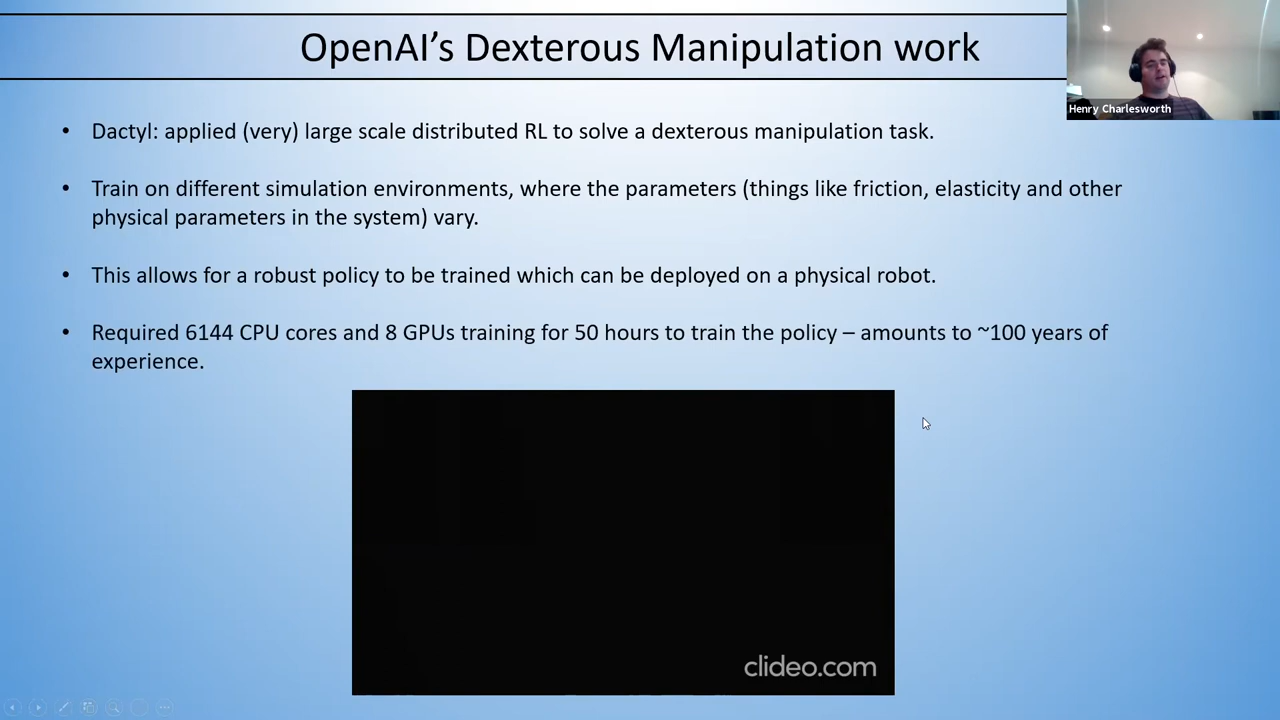 OpenAI’s Dexterous Manipulation work
Henry Charlesworth
• Dactyl: applied (very) large scale distributed RL to solve a dexterous manipulation task.
• Train on different simulation environments, where the parameters (things like friction, elasticity and other
physical parameters in the system) vary.
• This allows for a robust policy to be trained which can be deployed on a physical robot.
• Required 6144 CPU cores and 8 GPUs training for 50 hours to train the policy – amounts to ~100 years of
experience.
clideo.com